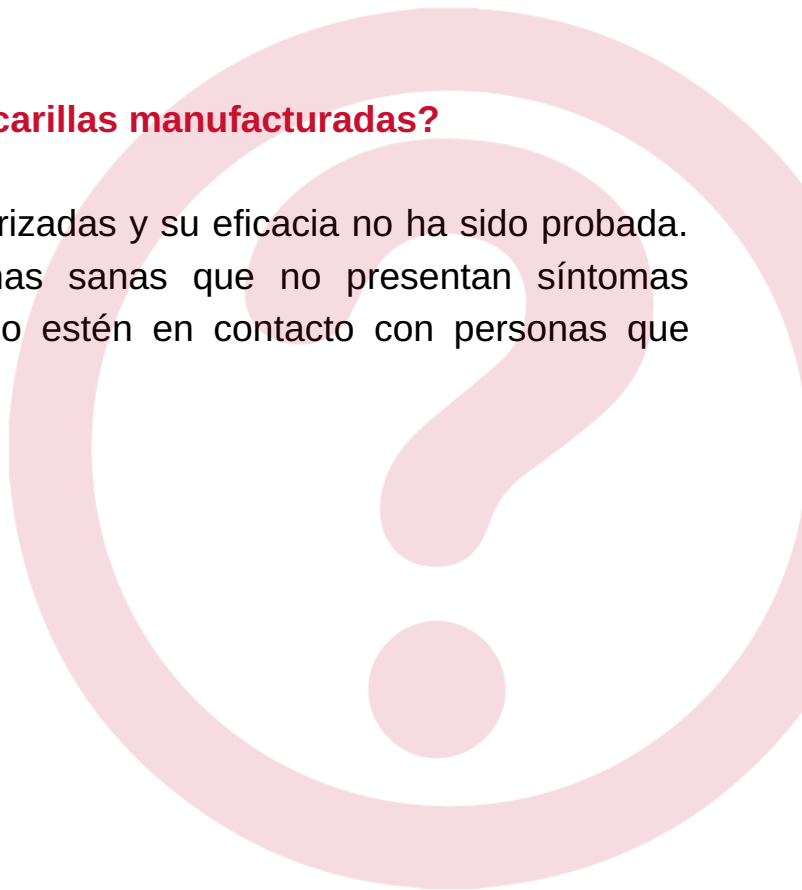 carillas manufacturadas?
rizadas y su eficacia no ha sido probada.
nas sanas que no presentan síntomas
o estén en contacto con personas que